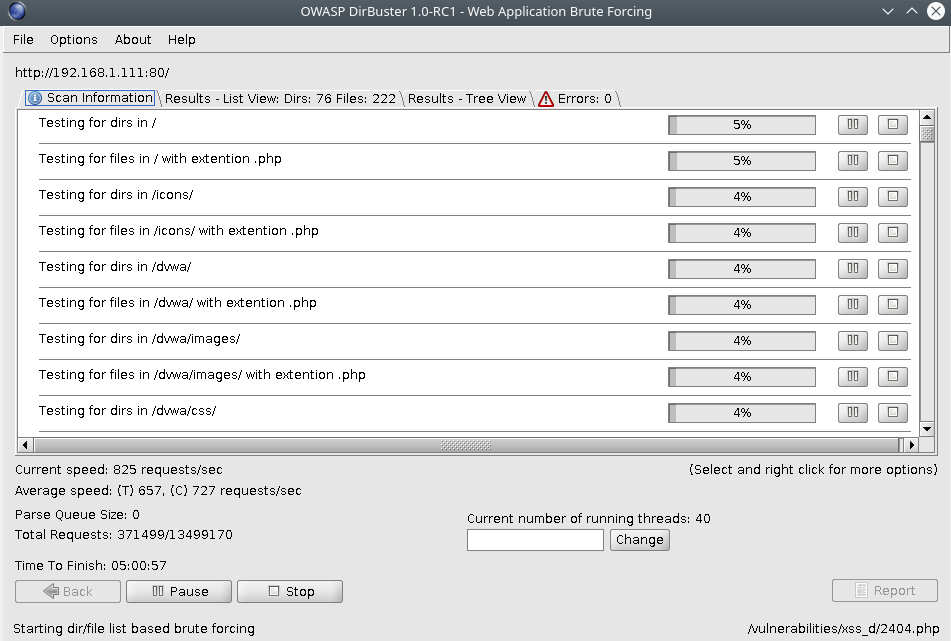 OWASP DirBuster 1.0-RC1 - Web Application Brute Forcing
File Options About Help
http://192.168.1.111:80/
Scan Information Results - List View: Dirs: 76 Files: 222 Results - Tree View Errors: 0
Testing for dirs in / 5%
Testing for files in / with extention .php 5%
Testing for dirs in /icons/ 4%
Testing for files in /icons/ with extention .php 4%
Testing for dirs in /dvwa/ 4%
Testing for files in /dvwa/ with extention .php 4%
Testing for dirs in /dvwa/images/ 4%
Testing for files in /dvwa/images/ with extention .php 4%
Testing for dirs in /dvwa/css/ 4%
Current speed: 825 requests/sec (Select and right click for more options)
Average speed: (T) 657, (C) 727 requests/sec
Parse Queue Size: 0
Total Requests: 371499/13499170
Current number of running threads: 40
Change
Time To Finish: 05:00:57
Back Pause Stop Report
Starting dir/file list based brute forcing /vulnerabilities/xss_d/2404.php